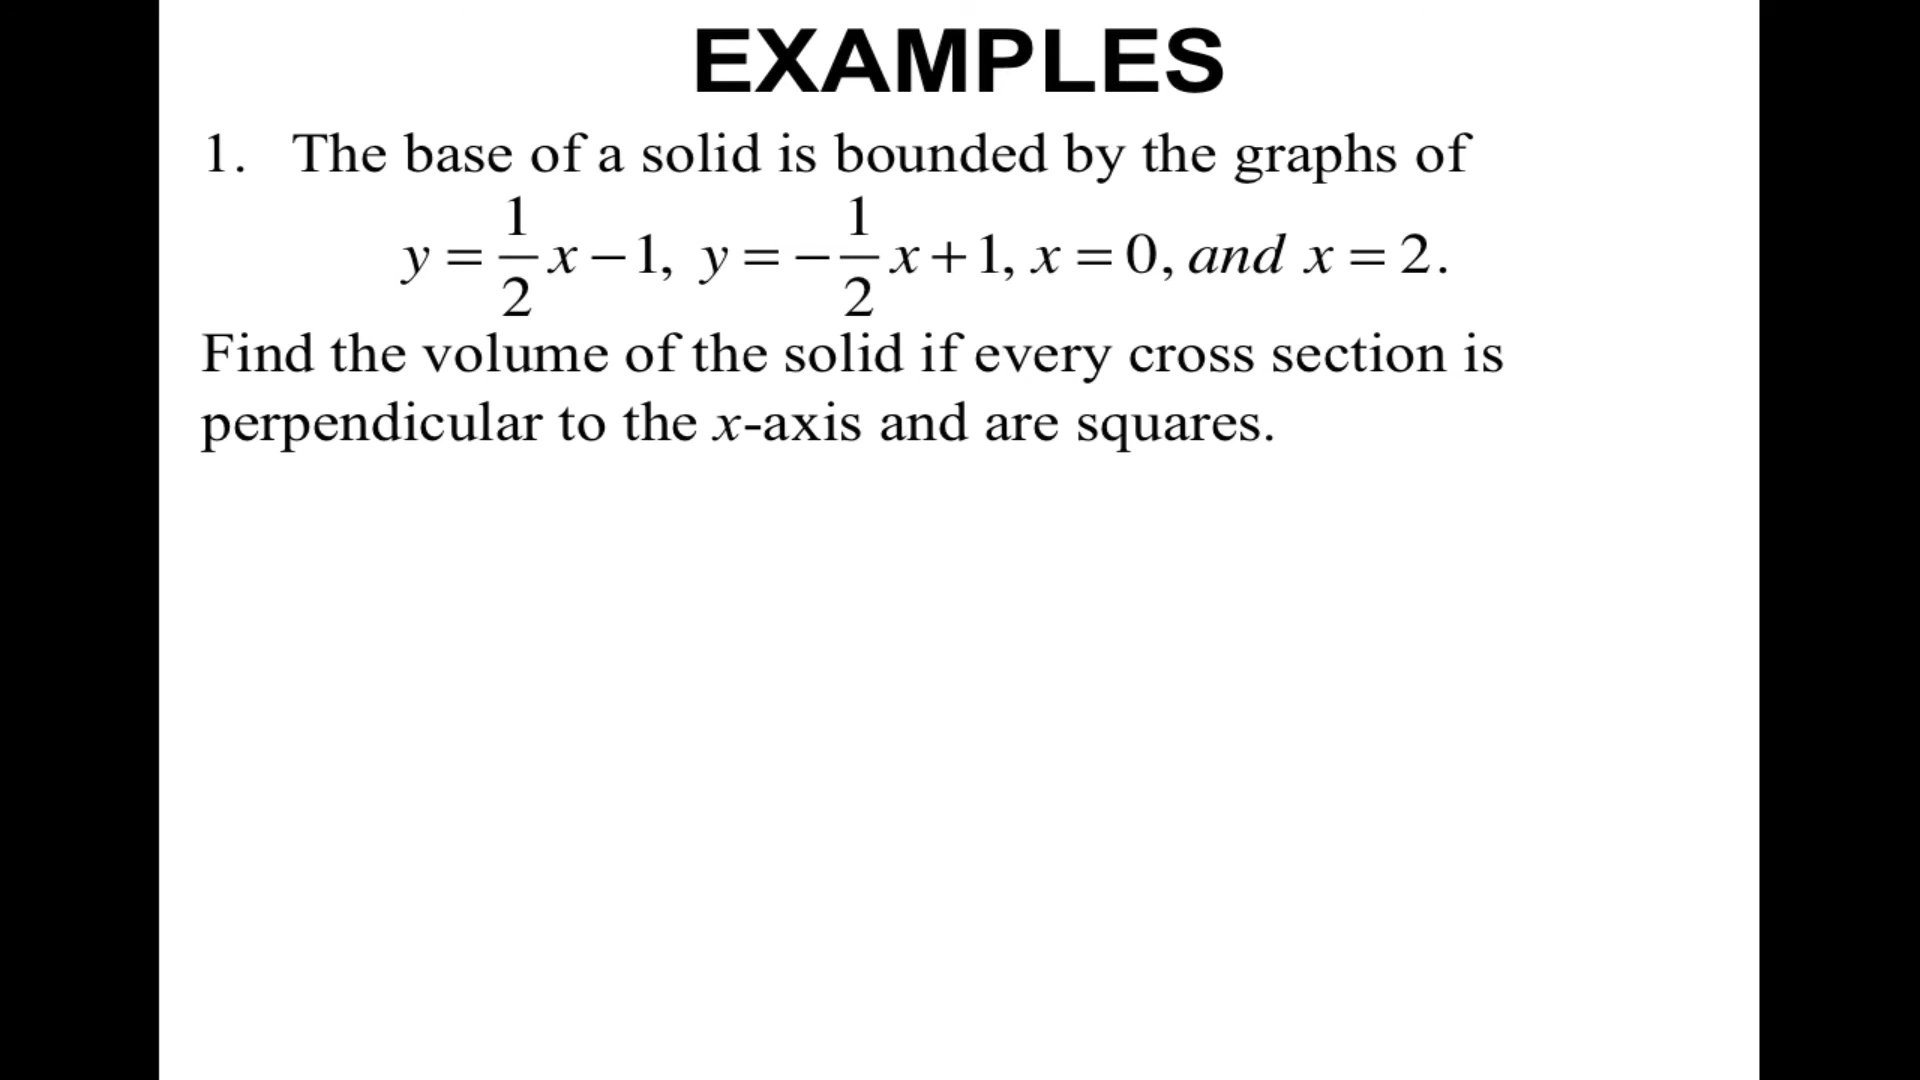 EXAMPLES
1. The base of a solid is bounded by the graphs of
y = 1/2 x − 1, y = − 1/2 x + 1, x = 0, and x = 2.
Find the volume of the solid if every cross section is
perpendicular to the x-axis and are squares.